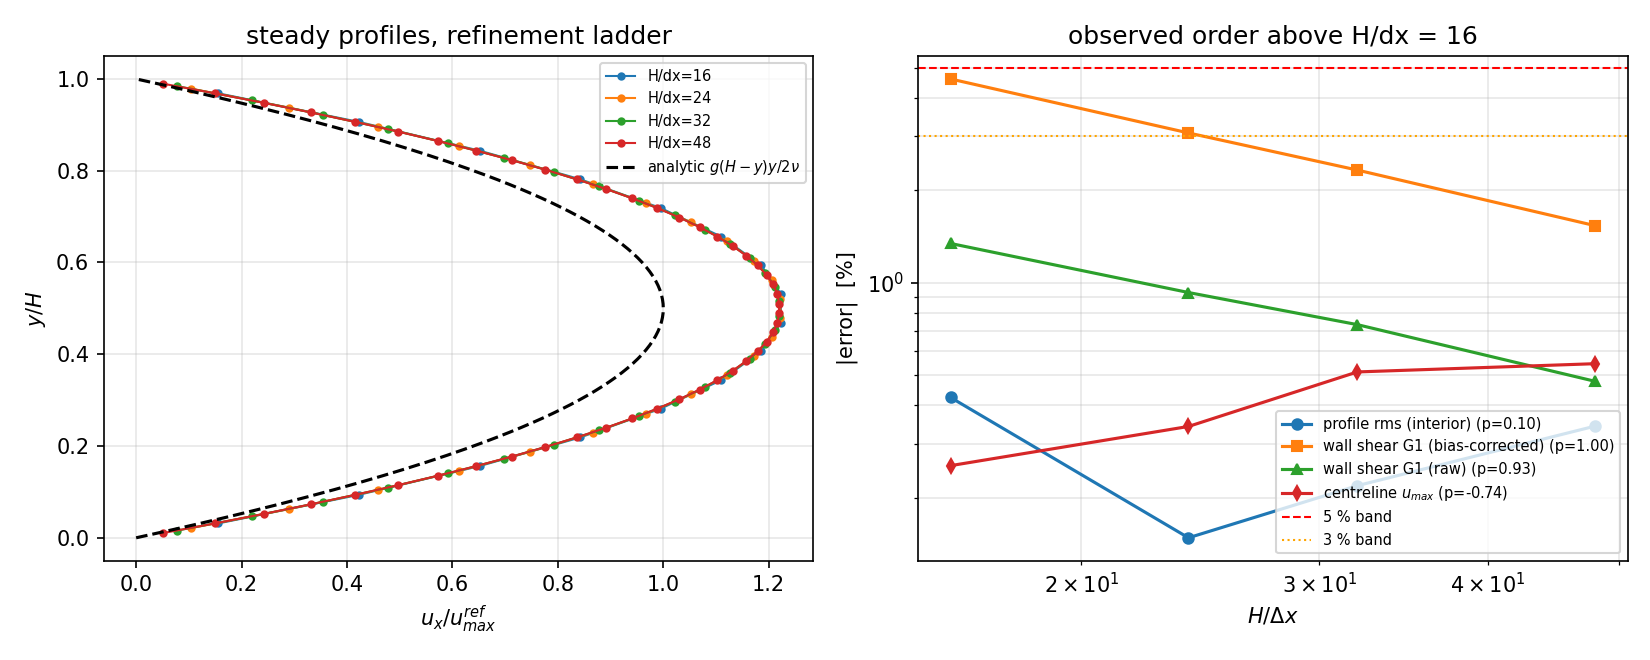 steady profiles, refinement ladder
H/dx=16
H/dx=24
H/dx=32
H/dx=48
analytic g(H − y)y/2ν
1.0
0.8
0.6
0.4
0.2
0.0
y/H
0.0 0.2 0.4 0.6 0.8 1.0 1.2
u_x/u_{max}^{ref}
observed order above H/dx = 16
10^0
|error| [%]
profile rms (interior) (p=0.10)
wall shear G1 (bias-corrected) (p=1.00)
wall shear G1 (raw) (p=0.93)
centreline u_{max} (p=-0.74)
5 % band
3 % band
2 × 10^1 3 × 10^1 4 × 10^1
H/Δx